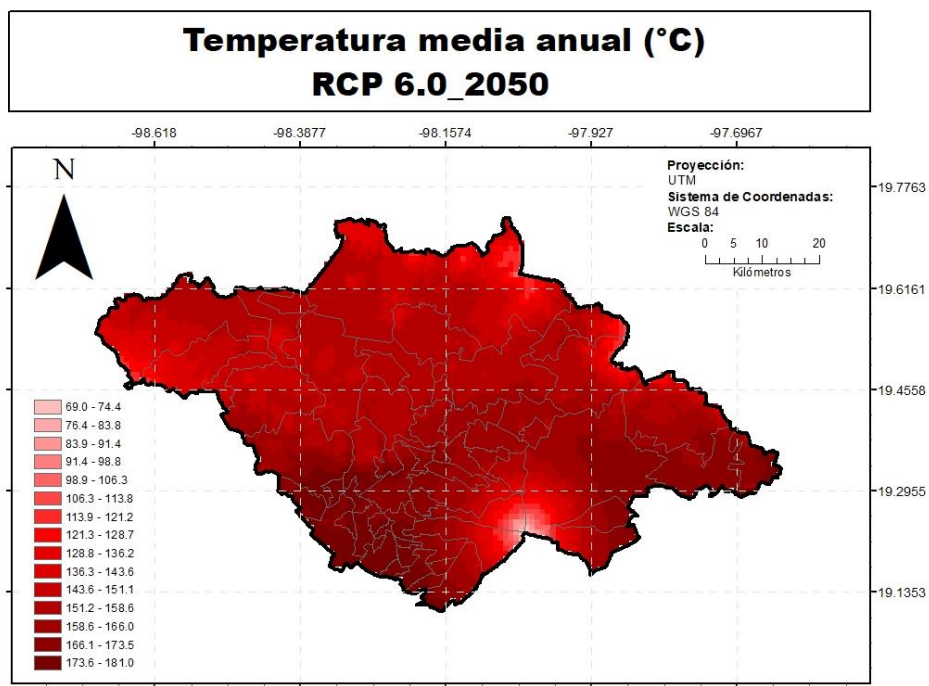 Temperatura media anual (°C)
RCP 6.0_2050
-98.618
-98.3877
-98.1574
-97.927
-97.6967
N
Proyección:
UTM
Sistema de Coordenadas:
WGS 84
Escala:
0 5 10 20
Kilómetros
19.7763
19.6161
19.4558
19.2955
19.1353
69.0 - 74.4
76.4 - 83.8
83.9 - 91.4
91.4 - 98.8
98.9 - 106.3
106.3 - 113.8
113.9 - 121.2
121.3 - 128.7
128.8 - 136.2
136.3 - 143.6
143.6 - 151.1
151.2 - 158.6
158.6 - 166.0
166.1 - 173.5
173.6 - 181.0